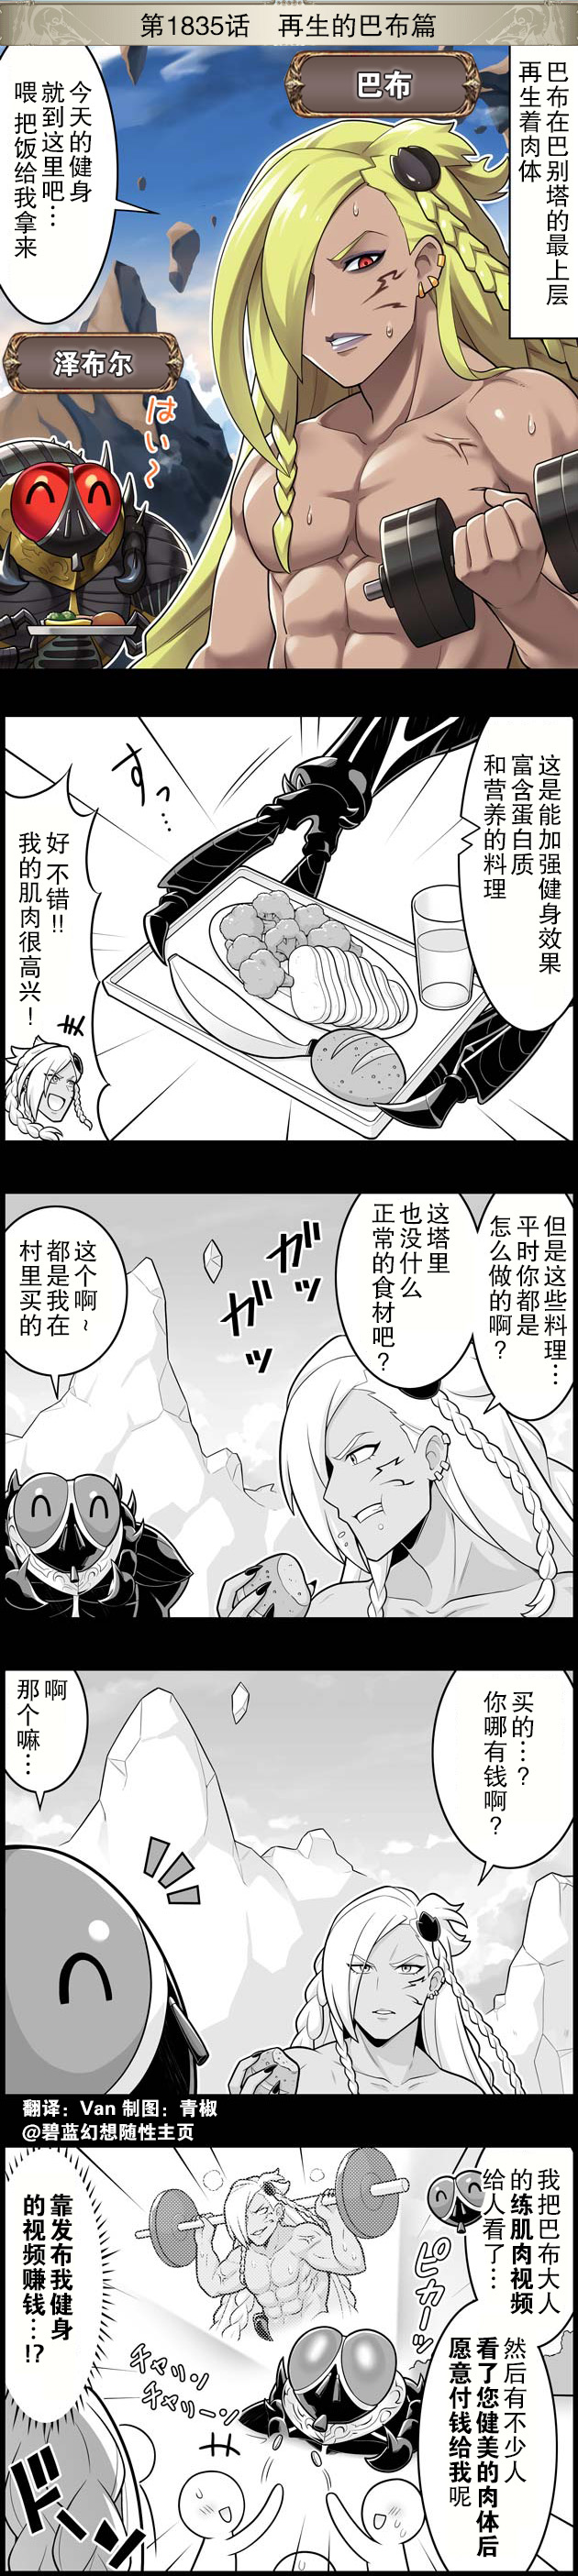 第1835话　再生的巴布篇
巴布在巴别塔的最上层
再生着肉体
巴布
今天的健身
就到这里吧…
喂 把饭给我拿来
泽布尔
はい～
这是能加强健身效果
富含蛋白质
和营养的料理
すっ…
好 不错!!
我的肌肉很高兴！
但是这些料理…
平时你都是
怎么做的啊？
这塔里
也没什么
正常的食材吧？
ガッ
ガッ
这个啊~
都是我在
村里买的
买的…？
你哪有钱啊？
啊
那个嘛…
翻译：Van 制图：青椒
@碧蓝幻想随性主页
我把巴布大人
的练肌肉视频
给人看了…
ピカーッ
然后有不少人
看了您健美的肉体后
愿意付钱给我呢
チャリン
チャリーン
靠发布我健身
的视频赚钱…!?
ドーン